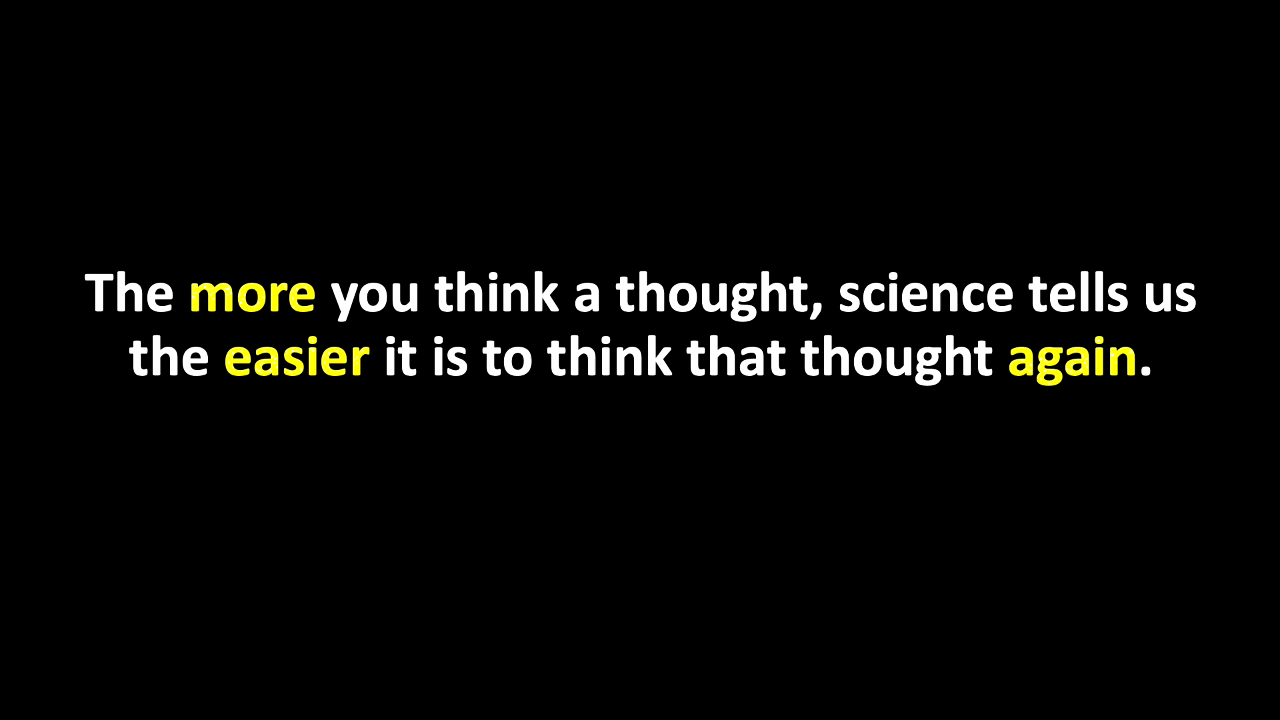 The more you think a thought, science tells us
the easier it is to think that thought again.